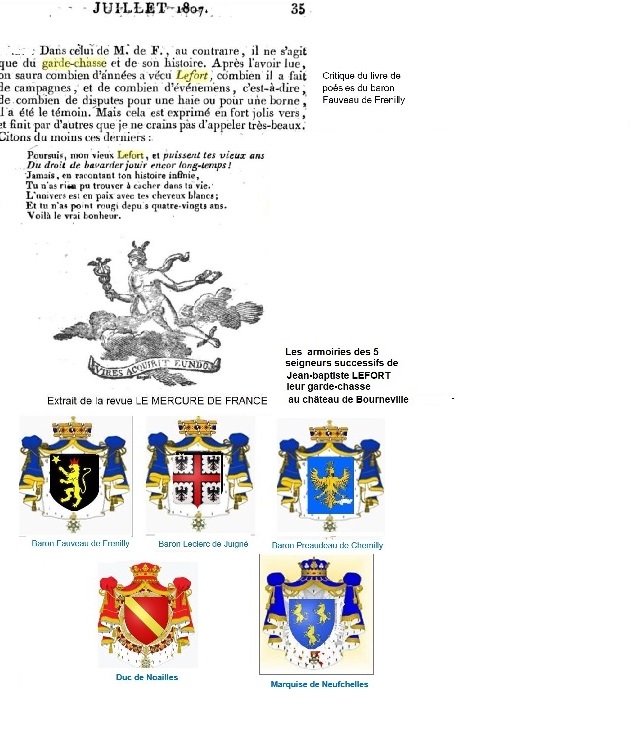 JUILLET 1807. 35
: Dans celui de M. de F., au contraire, il ne s'agit
que du garde-chasse et de son histoire. Après l'avoir lue,
on saura combien d'années a vécu Lefort, combien il a fait
de campagnes, et de combien d'événemens, c'est-à-dire,
de combien de disputes pour une haie ou pour une borne,
il a été le témoin. Mais cela est exprimé en fort jolis vers,
et finit par d'autres que je ne crains pas d'appeler très-beaux.
Citons du moins ces derniers :
Poursuis, mon vieux Lefort, et puissent tes vieux ans
Du droit de bavarder jouir encor long-temps !
Jamais, en racontant ton histoire infinie,
Tu n'as rien pu trouver à cacher dans ta vie.
L'univers est en paix avec tes cheveux blancs ;
Et tu n'as point rougi depuis quatre-vingts ans.
Voilà le vrai bonheur.
Critique du livre de
poésies du baron
Fauveau de Frenilly
VIRES ACQUIRIT EUNDO
Extrait de la revue LE MERCURE DE FRANCE
Les armoiries des 5
seigneurs successifs de
Jean-baptiste LEFORT
leur garde-chasse
au château de Bourneville
Baron Fauveau de Frenilly
Baron Leclerc de Juigné
Baron Preaudeau de Chemilly
Duc de Noailles
Marquise de Neufchelles